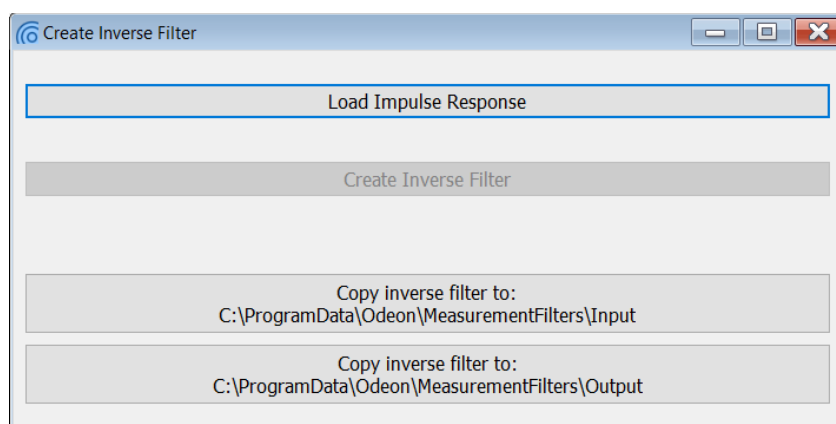 Create Inverse Filter
Load Impulse Response
Create Inverse Filter
Copy inverse filter to:
C:\ProgramData\Odeon\MeasurementFilters\Input
Copy inverse filter to:
C:\ProgramData\Odeon\MeasurementFilters\Output